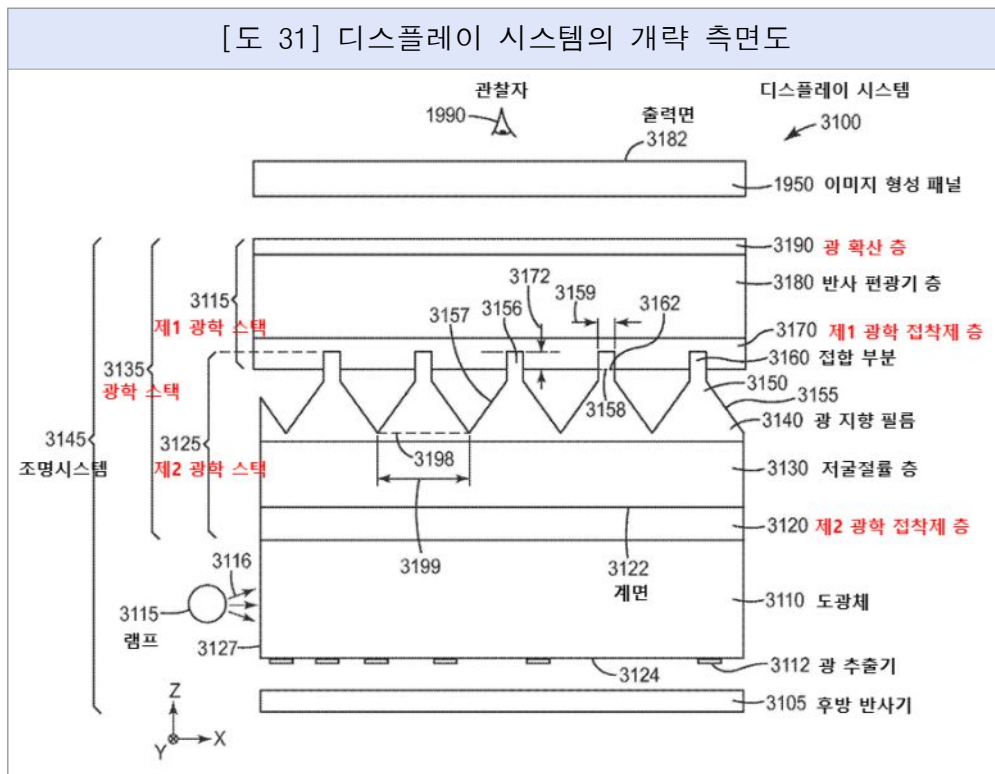 [도 31] 디스플레이 시스템의 개략 측면도
관찰자
1990
디스플레이 시스템
3100
출력면
3182
1950 이미지 형성 패널
3190 광 확산 층
3180 반사 편광기 층
3172
3159
3162
3115
제1 광학 스택
3157
3156
3170 제1 광학 접착제 층
3160 접합 부분
3135
광학 스택
3158
3150
3155
3140 광 지향 필름
3145
조명시스템
3125
제2 광학 스택
3198
3130 저굴절률 층
3120 제2 광학 접착제 층
3116
3199
3122
계면
3115
램프
3110 도광체
3127
3124
3112 광 추출기
3105 후방 반사기
Z
Y
X